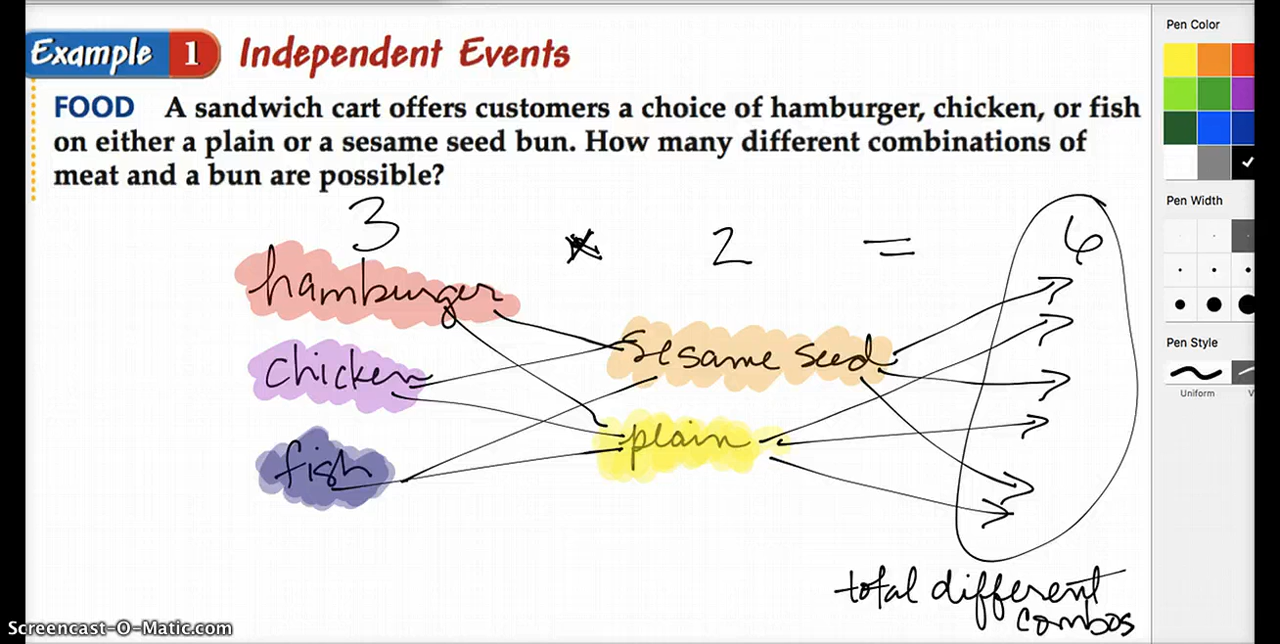 Example 1 Independent Events
FOOD A sandwich cart offers customers a choice of hamburger, chicken, or fish
on either a plain or a sesame seed bun. How many different combinations of
meat and a bun are possible?
3 * 2 = 6
hamburger
chicken
fish
sesame seed
plain
total different
combos
Pen Color
Pen Width
Pen Style
Uniform V
Screencast-O-Matic.com